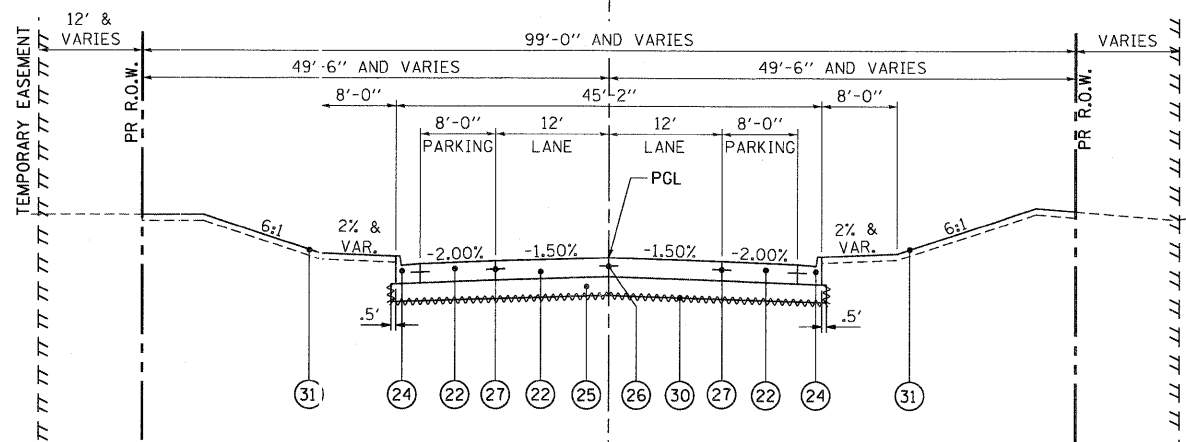 12' &
VARIES
99'-0" AND VARIES
VARIES
49'-6" AND VARIES
49'-6" AND VARIES
TEMPORARY EASEMENT
PR R.O.W.
PR R.O.W.
8'-0"
45'-2"
8'-0"
8'-0"
PARKING
12'
LANE
12'
LANE
8'-0"
PARKING
PGL
6:1
2% &
VAR.
-2.00%
-1.50%
-1.50%
-2.00%
2% &
VAR.
6:1
.5'
.5'
31
24
22
27
22
25
26
30
27
22
24
31